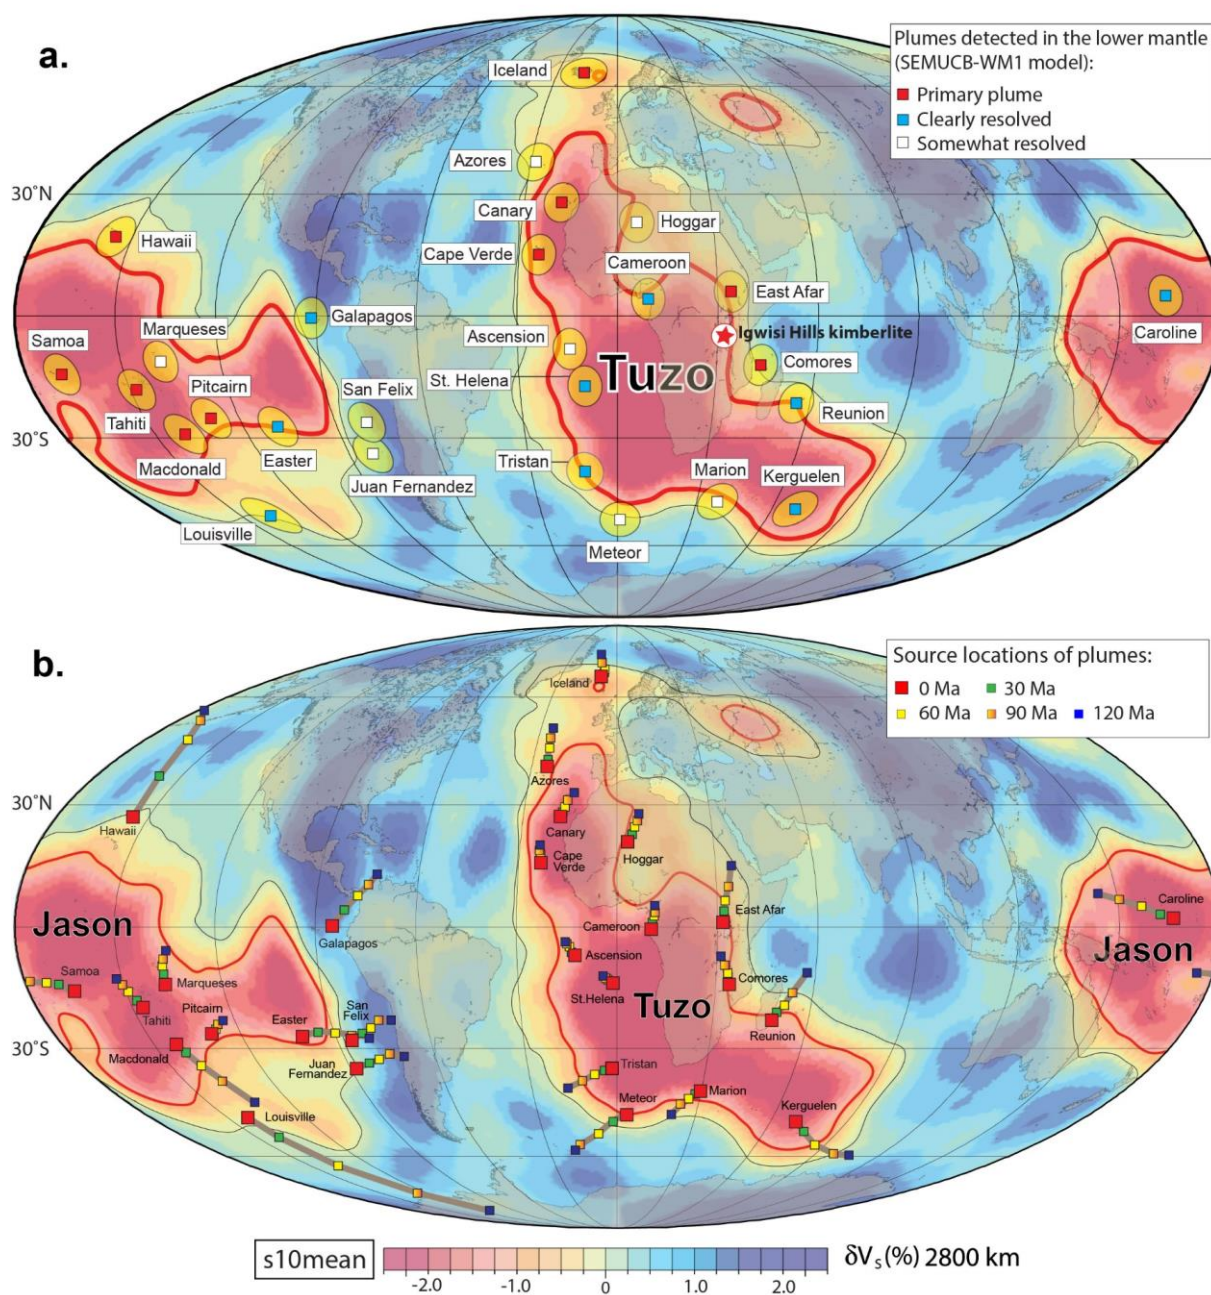 a.
Plumes detected in the lower mantle
(SEMUCB-WM1 model):
Primary plume
Clearly resolved
Somewhat resolved
Iceland
Azores
30°N
Canary
Hoggar
Hawaii
Cape Verde
Cameroon
East Afar
Galapagos
Marqueses
Ascension
Igwisi Hills kimberlite
Caroline
Samoa
Comores
St. Helena
Tuzo
Pitcairn
San Felix
Tahiti
Reunion
30°S
Macdonald
Easter
Tristan
Marion
Kerguelen
Juan Fernandez
Louisville
Meteor
b.
Source locations of plumes:
0 Ma 30 Ma
60 Ma 90 Ma 120 Ma
Iceland
Azores
30°N
Hawaii
Canary
Hoggar
Cape
Verde
Caroline
East Afar
Jason
Galapagos
Cameroon
Jason
Ascension
Samoa
Marqueses
Comores
St.Helena
Tuzo
Pitcairn
San
Felix
Tahiti
Easter
Reunion
30°S
Macdonald
Juan
Fernandez
Tristan
Marion
Meteor
Kerguelen
Louisville
s10mean
δVs(%) 2800 km
-2.0 -1.0 0 1.0 2.0